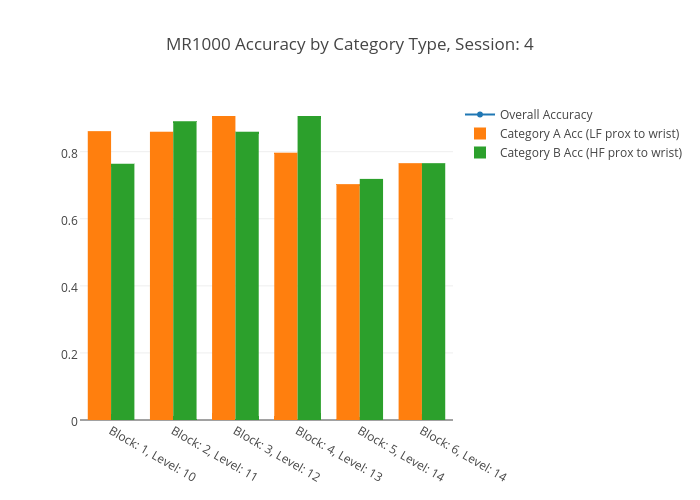 MR1000 Accuracy by Category Type, Session: 4
Overall Accuracy
Category A Acc (LF prox to wrist)
Category B Acc (HF prox to wrist)
0.8
0.6
0.4
0.2
0
Block: 1, Level: 10
Block: 2, Level: 11
Block: 3, Level: 12
Block: 4, Level: 13
Block: 5, Level: 14
Block: 6, Level: 14